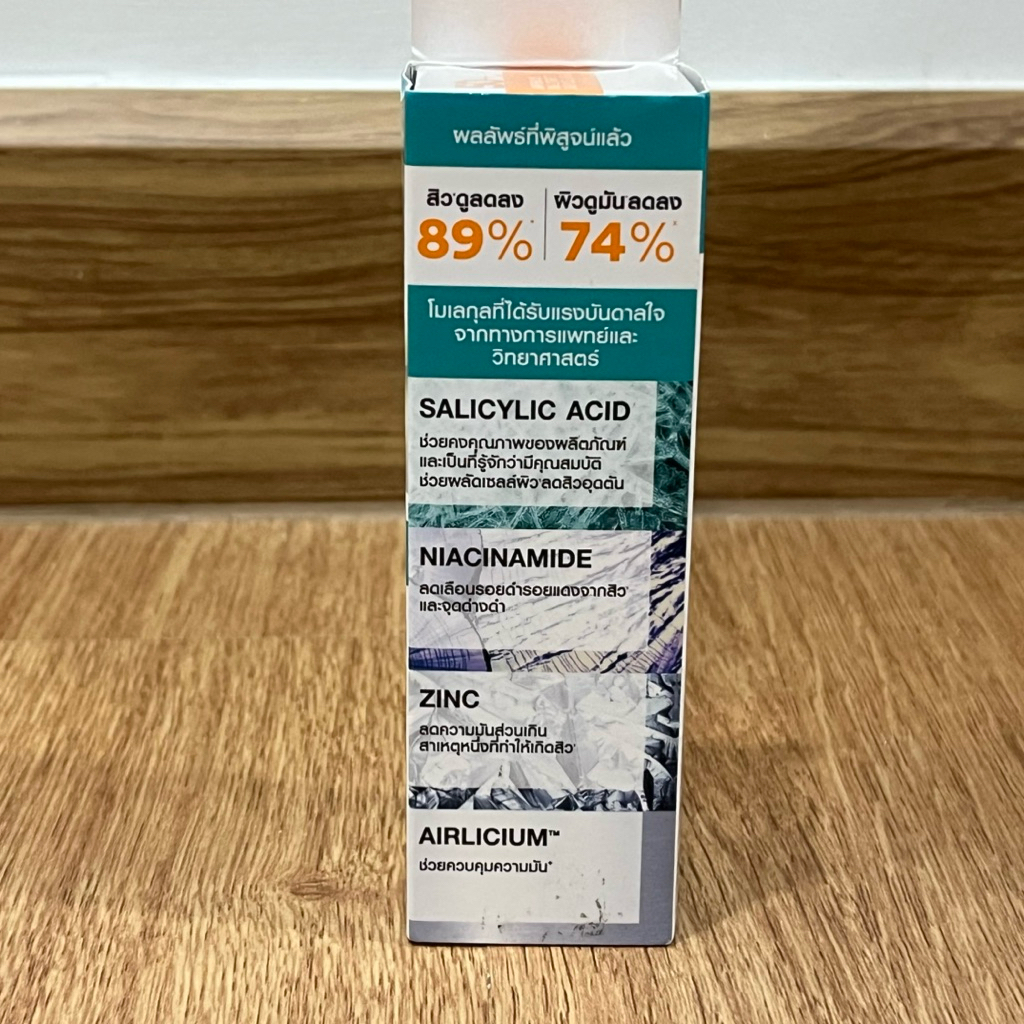 ผลลัพธ์ที่พิสูจน์แล้ว
สิว*ดูลดลง
89%*
ผิวดูมันลดลง
74%*
โมเลกุลที่ได้รับแรงบันดาลใจ
จากทางการแพทย์และ
วิทยาศาสตร์
SALICYLIC ACID
ช่วยคงคุณภาพของผลิตภัณฑ์
และเป็นที่รู้จักว่ามีคุณสมบัติ
ช่วยผลัดเซลล์ผิว*ลดสิวอุดตัน
NIACINAMIDE
ลดเลือนรอยดำรอยแดงจากสิว*
และจุดด่างดำ
ZINC
ลดความมันส่วนเกิน
สาเหตุหนึ่งที่ทำให้เกิดสิว*
AIRLICIUM™
ช่วยควบคุมความมัน*